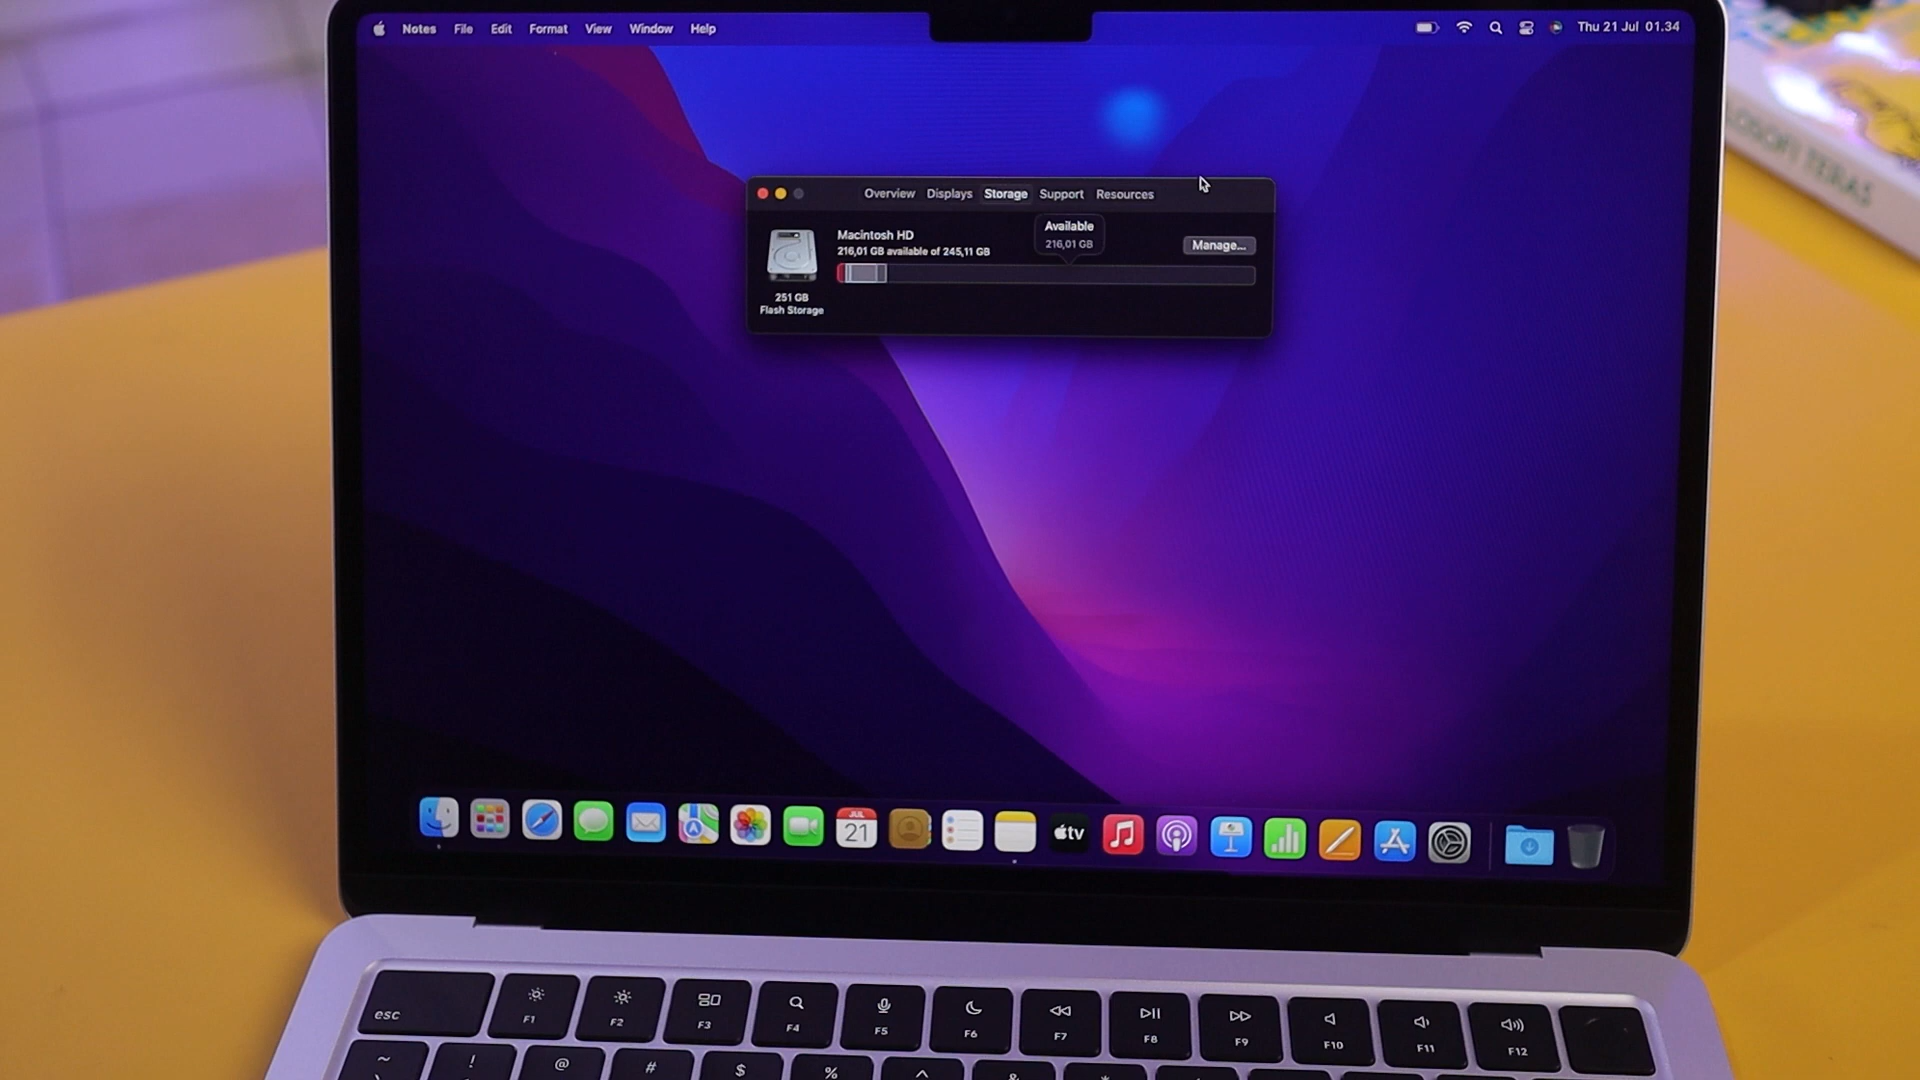 Notes File Edit Format View Window Help
Thu 21 Jul 01.34
Overview Displays Storage Support Resources
Available
216,01 GB
Macintosh HD
216,01 GB available of 245,11 GB
Manage...
251 GB
Flash Storage
JUL
21
tv
TERAS
esc
F1 F2 F3 F4 F5 F6 F7 F8 F9 F10 F11 F12
~ ! @ # $ % ^ & *